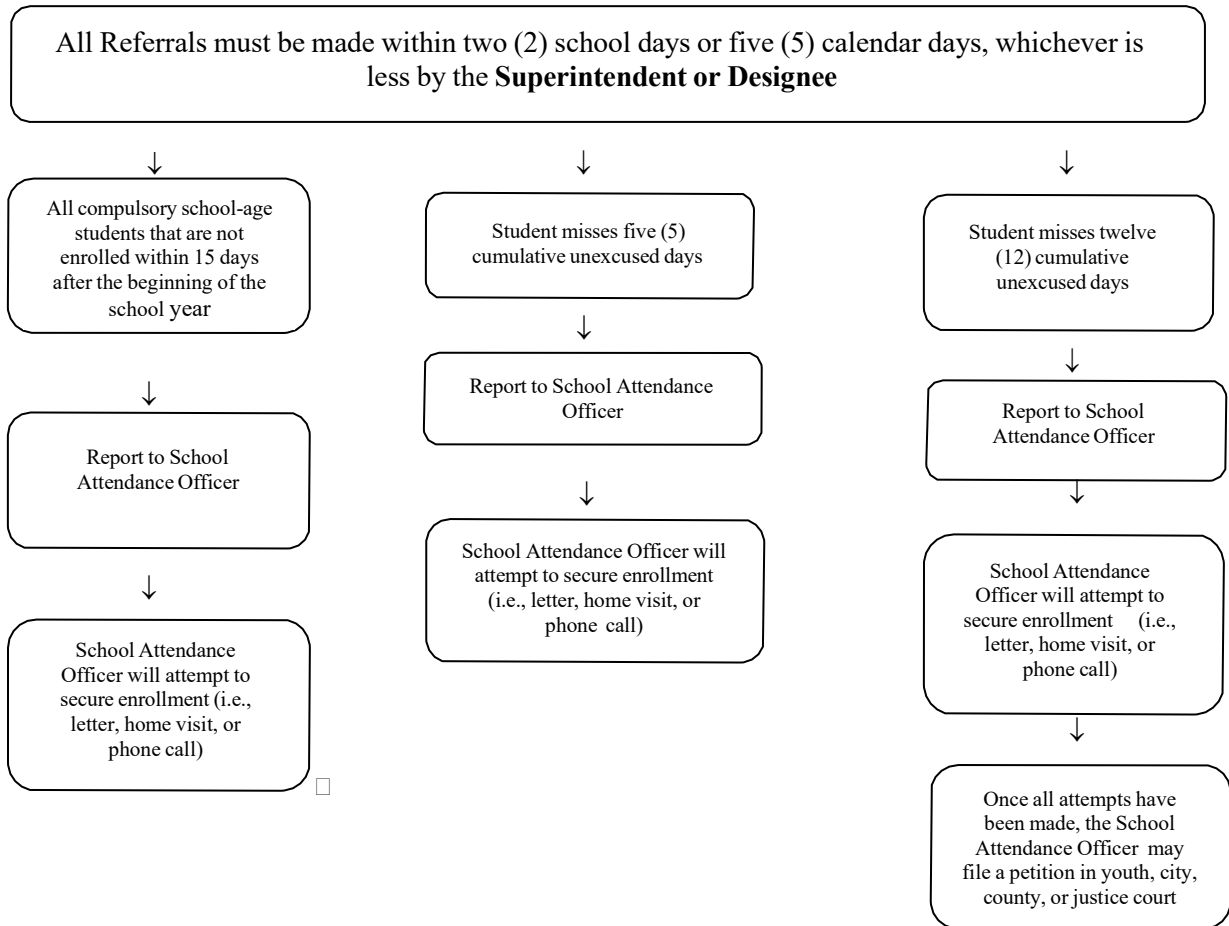 All Referrals must be made within two (2) school days or five (5) calendar days, whichever is
less by the Superintendent or Designee
↓
All compulsory school-age
students that are not
enrolled within 15 days
after the beginning of the
school year
↓
Report to School
Attendance Officer
↓
School Attendance
Officer will attempt to
secure enrollment (i.e.,
letter, home visit, or
phone call)
↓
Student misses five (5)
cumulative unexcused days
↓
Report to School Attendance
Officer
↓
School Attendance Officer will
attempt to secure enrollment
(i.e., letter, home visit, or
phone call)
↓
Student misses twelve
(12) cumulative
unexcused days
↓
Report to School
Attendance Officer
↓
School Attendance
Officer will attempt to
secure enrollment (i.e.,
letter, home visit, or
phone call)
↓
Once all attempts have
been made, the School
Attendance Officer may
file a petition in youth, city,
county, or justice court